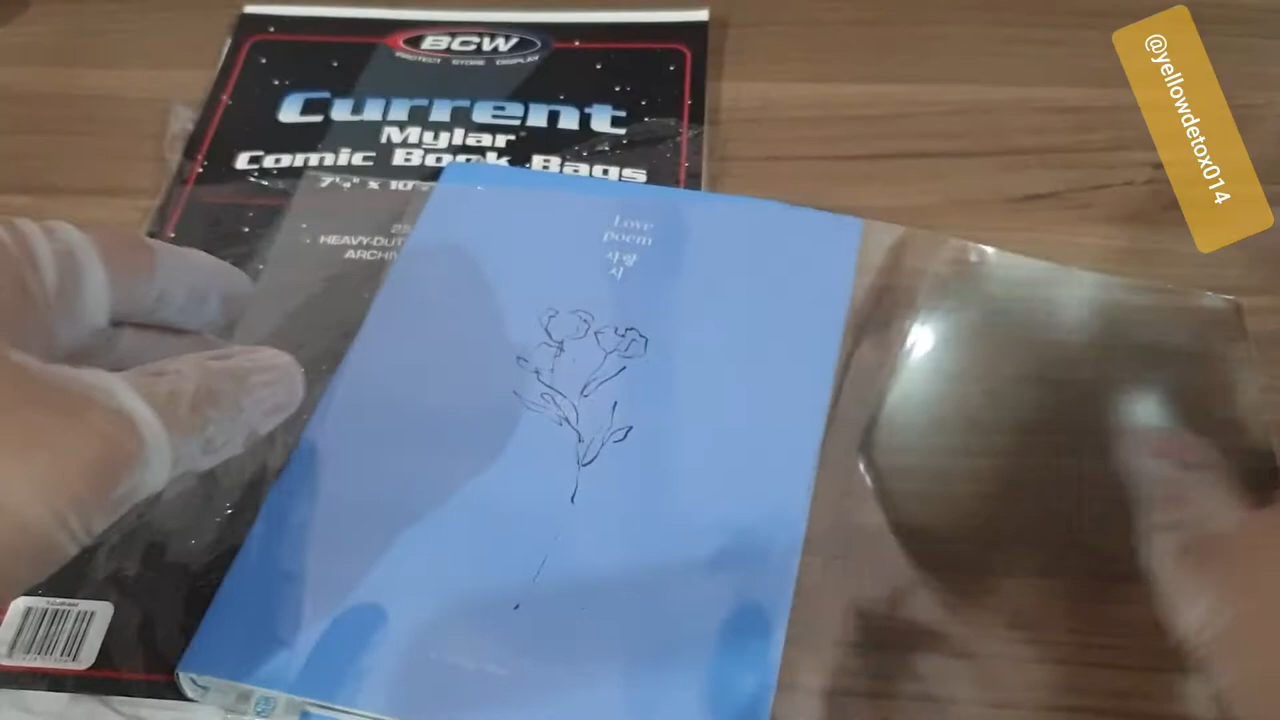 BCW
PROTECT STORE DISPLAY
Current
Mylar
Comic Book Bags
HEAVY-DUT
ARCHIV
Love
poem
사랑
시
@yellowdetox014